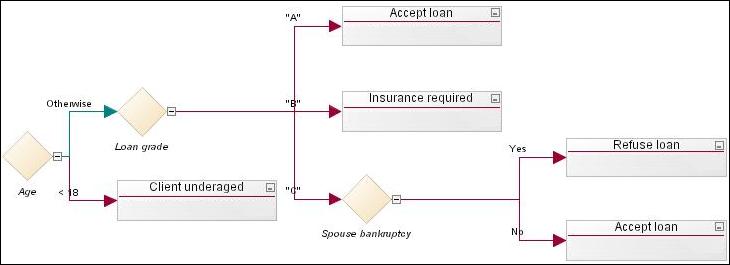 "A"
Accept loan
Otherwise
"B"
Insurance required
Loan grade
Yes
Refuse loan
Age
< 18
Client underaged
"C"
Spouse bankruptcy
No
Accept loan